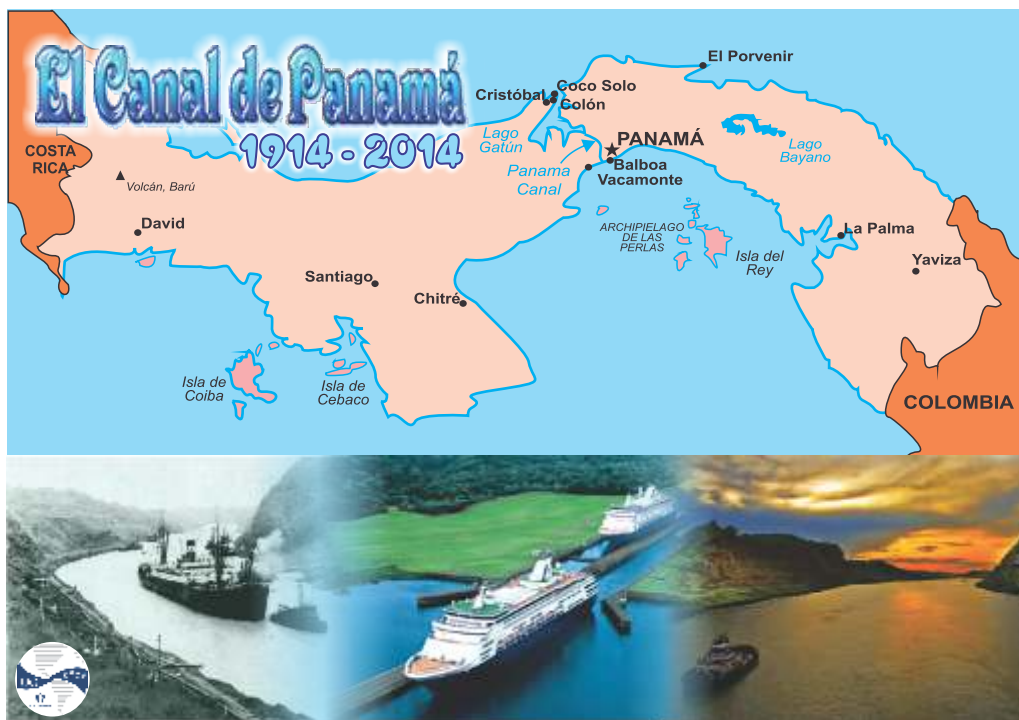 El Canal de Panamá
1914 - 2014
COSTA
RICA
Volcán, Barú
David
Santiago
Chitré
Isla de
Coiba
Isla de
Cebaco
Cristóbal
Coco Solo
Colón
Lago
Gatún
Panama
Canal
PANAMÁ
Balboa
Vacamonte
El Porvenir
Lago
Bayano
ARCHIPIELAGO
DE LAS
PERLAS
Isla del
Rey
La Palma
Yaviza
COLOMBIA